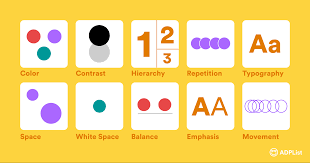 1 2 3
Aa
Color Contrast Hierarchy Repetition Typography
AA
Space White Space Balance Emphasis Movement
ADPList